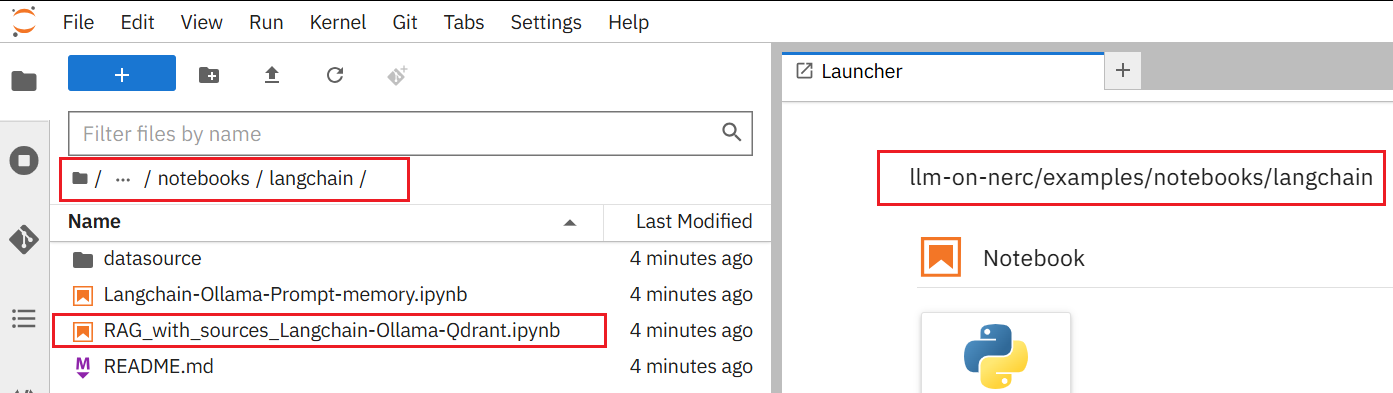 File Edit View Run Kernel Git Tabs Settings Help
+
Filter files by name
/ ... / notebooks / langchain /
Name Last Modified
datasource 4 minutes ago
Langchain-Ollama-Prompt-memory.ipynb 4 minutes ago
RAG_with_sources_Langchain-Ollama-Qdrant.ipynb 4 minutes ago
M README.md 4 minutes ago
Launcher +
llm-on-nerc/examples/notebooks/langchain
Notebook